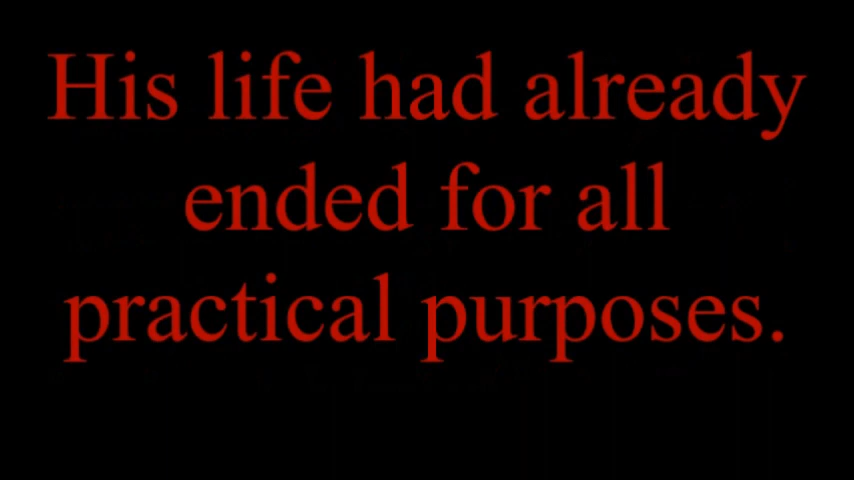 His life had already
ended for all
practical purposes.